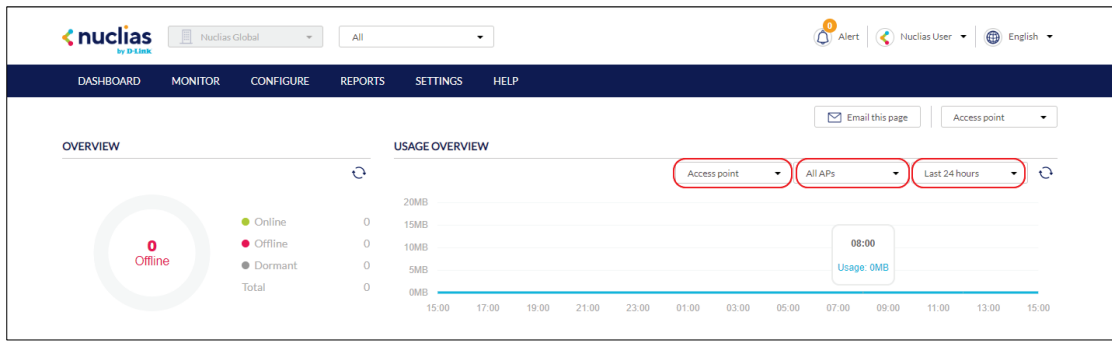 nuclias
by D-Link
Nuclias Global
All
0
Alert
Nuclias User
English
DASHBOARD MONITOR CONFIGURE REPORTS SETTINGS HELP
Email this page
Access point
OVERVIEW
0
Offline
Online 0
Offline 0
Dormant 0
Total 0
USAGE OVERVIEW
Access point
All APs
Last 24 hours
20MB
15MB
10MB
5MB
0MB
08:00
Usage: 0MB
15:00 17:00 19:00 21:00 23:00 01:00 03:00 05:00 07:00 09:00 11:00 13:00 15:00